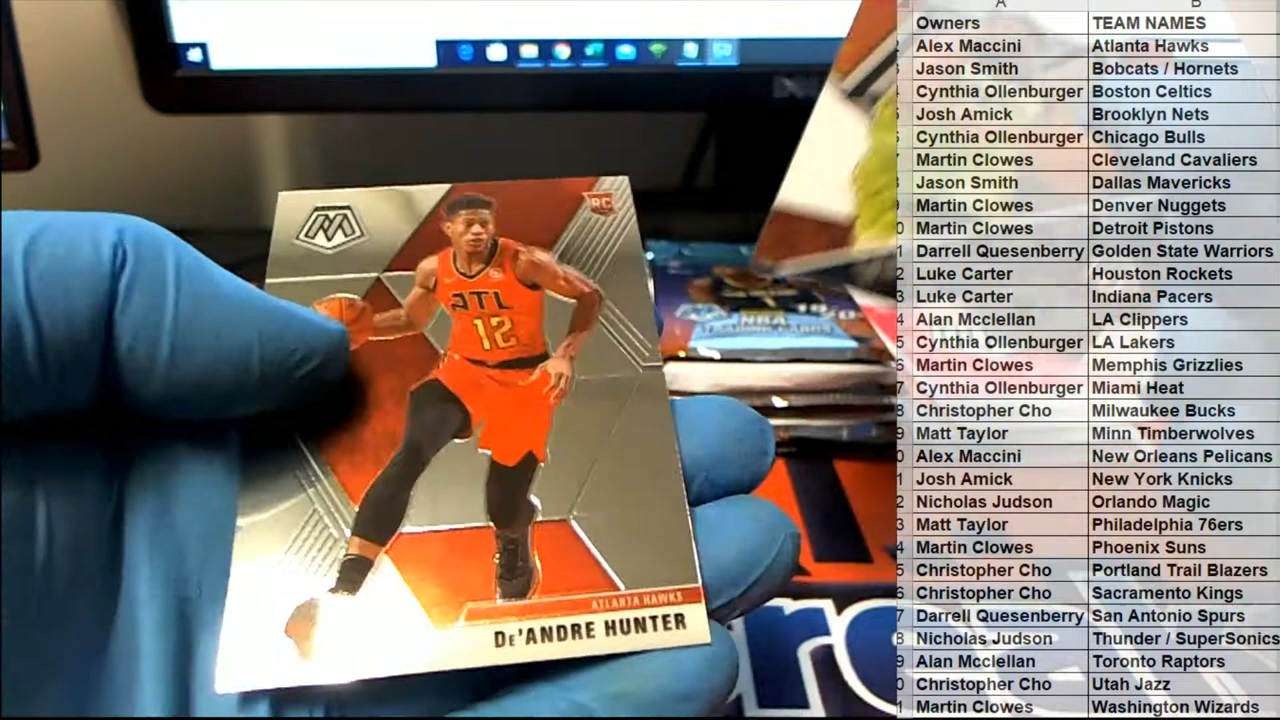 A B
Owners TEAM NAMES
Alex Maccini Atlanta Hawks
Jason Smith Bobcats / Hornets
Cynthia Ollenburger Boston Celtics
Josh Amick Brooklyn Nets
Cynthia Ollenburger Chicago Bulls
Martin Clowes Cleveland Cavaliers
Jason Smith Dallas Mavericks
Martin Clowes Denver Nuggets
Martin Clowes Detroit Pistons
Darrell Quesenberry Golden State Warriors
Luke Carter Houston Rockets
Luke Carter Indiana Pacers
Alan Mcclellan LA Clippers
Cynthia Ollenburger LA Lakers
Martin Clowes Memphis Grizzlies
Cynthia Ollenburger Miami Heat
Christopher Cho Milwaukee Bucks
Matt Taylor Minn Timberwolves
Alex Maccini New Orleans Pelicans
Josh Amick New York Knicks
Nicholas Judson Orlando Magic
Matt Taylor Philadelphia 76ers
Martin Clowes Phoenix Suns
Christopher Cho Portland Trail Blazers
Christopher Cho Sacramento Kings
Darrell Quesenberry San Antonio Spurs
Nicholas Judson Thunder / SuperSonics
Alan Mcclellan Toronto Raptors
Christopher Cho Utah Jazz
Martin Clowes Washington Wizards
M
RC
ATL
12
ATLANTA HAWKS
DE'ANDRE HUNTER
NBA
TRADING CARDS